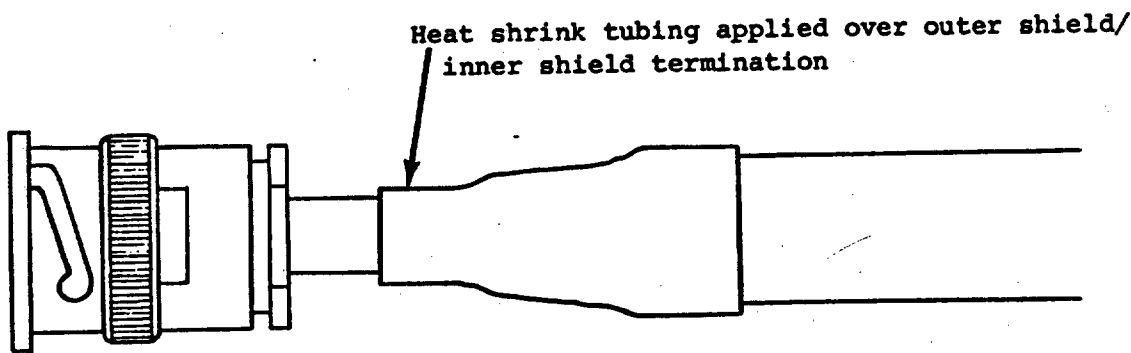 Heat shrink tubing applied over outer shield/
inner shield termination